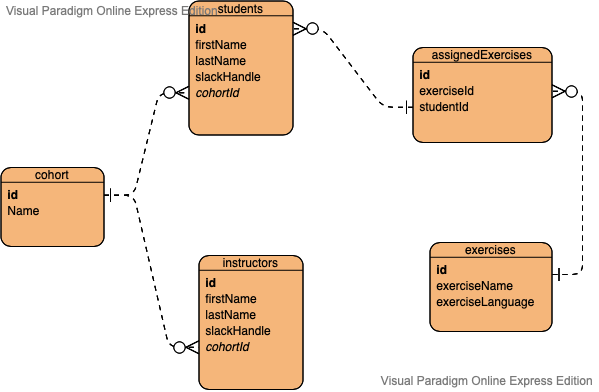 Visual Paradigm Online Express Edition
students
id
firstName
lastName
slackHandle
cohortId
assignedExercises
id
exerciseId
studentId
cohort
id
Name
instructors
id
firstName
lastName
slackHandle
cohortId
exercises
id
exerciseName
exerciseLanguage
Visual Paradigm Online Express Edition